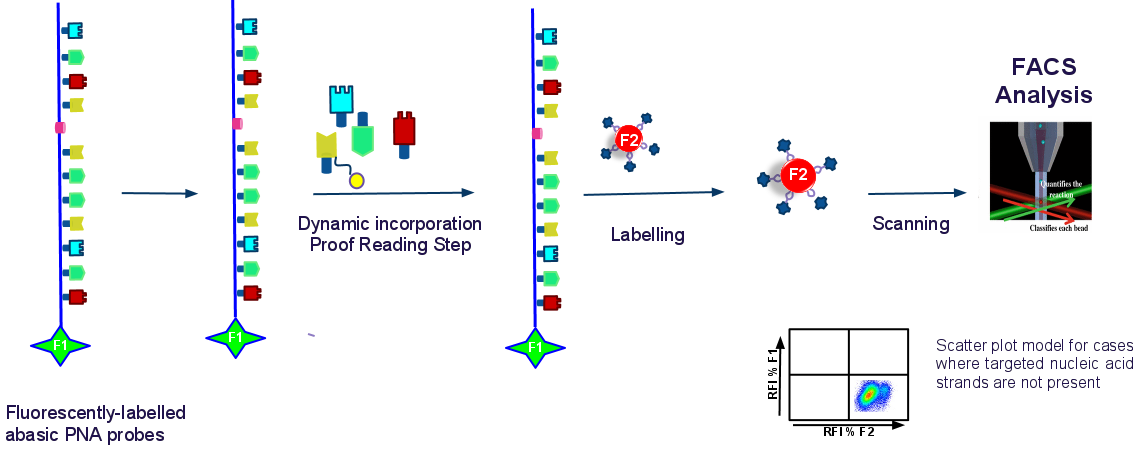 FACS
Analysis
F2
F2
Quantifies the
reaction
Classifies each bead
Dynamic incorporation
Proof Reading Step
Labelling
Scanning
F1
F1
F1
Fluorescently-labelled
abasic PNA probes
RFI % F1
RFI % F2
Scatter plot model for cases
where targeted nucleic acid
strands are not present